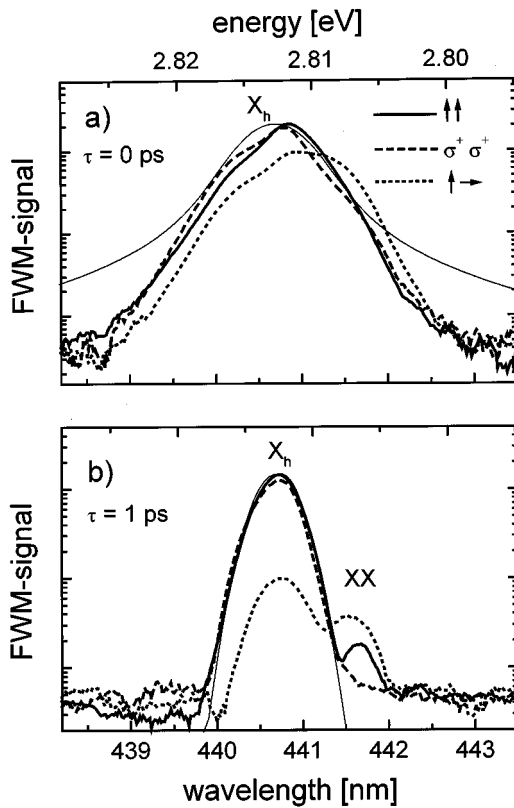 energy [eV]
2.82 2.81 2.80
a)
X_h
↑↑
τ = 0 ps
σ⁺ σ⁺
↑→
FWM-signal
b)
X_h
τ = 1 ps
XX
FWM-signal
439 440 441 442 443
wavelength [nm]